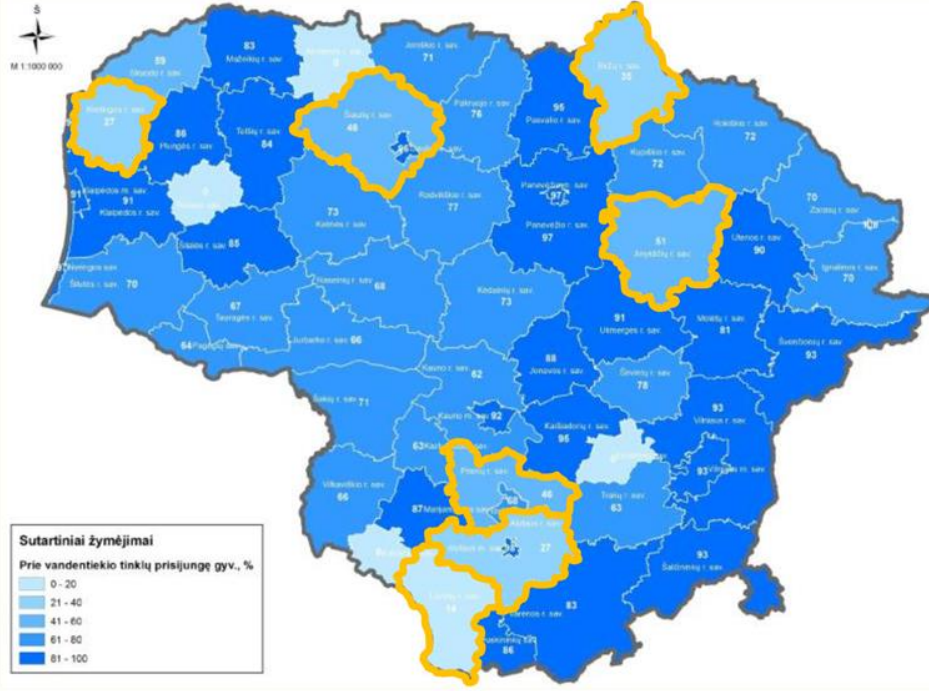 Š
M 1:1000 000
59
Skuodo r. sav.
83
Mažeikių r. sav.
0
Joniškio r. sav.
71
Pakruojo r. sav.
76
95
Pasvalio r. sav.
Biržų r. sav.
35
Rokiškio r. sav.
72
Kupiškio r. sav.
72
Kretingos r. sav.
27
86
Plungės r. sav.
Telšių r. sav.
84
Šiaulių r. sav.
46
Radviliškio r. sav.
77
97
Panevėžio r. sav.
97
51
Anykščių r. sav.
Utenos r. sav.
90
70
Zarasų r. sav.
Ignalinos r. sav.
70
91
Klaipėdos m. sav.
91
Klaipėdos r. sav.
0
73
Kelmės r. sav.
Šilalės r. sav.
85
Neringos sav.
Šilutės r. sav.
70
67
Tauragės r. sav.
Raseinių r. sav.
68
Kėdainių r. sav.
73
91
Ukmergės r. sav.
Molėtų r. sav.
81
Švenčionių r. sav.
93
64
Jurbarko r. sav.
66
Kauno r. sav.
62
88
Jonavos r. sav.
Širvintų r. sav.
78
Šakių r. sav.
71
Kauno m. sav.
92
Kaišiadorių r. sav.
93
Vilniaus r. sav.
93
Vilniaus m. sav.
63
Prienų r. sav.
46
Trakų r. sav.
63
Vilkaviškio r. sav.
66
87
Alytaus r. sav.
Alytaus m. sav.
27
93
Šalčininkų r. sav.
Lazdijų r. sav.
14
83
Varėnos r. sav.
86
Sutartiniai žymėjimai
Prie vandentiekio tinklų prisijungę gyv., %
0 - 20
21 - 40
41 - 60
61 - 80
81 - 100